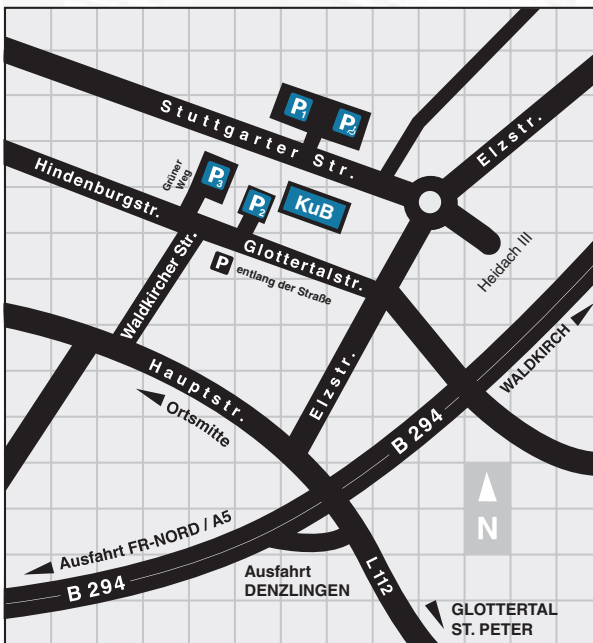 P1
P2
Stuttgarter Str.
Elzstr.
Hindenburgstr.
Grüner
Weg
P3
P2
KuB
Glottertalstr.
P entlang der Straße
Heidach III
Waldkircher Str.
WALDKIRCH
Hauptstr.
Ortsmitte
Elzstr.
B 294
N
Ausfahrt FR-NORD / A5
B 294
Ausfahrt
DENZLINGEN
L 112
GLOTTERTAL
ST. PETER